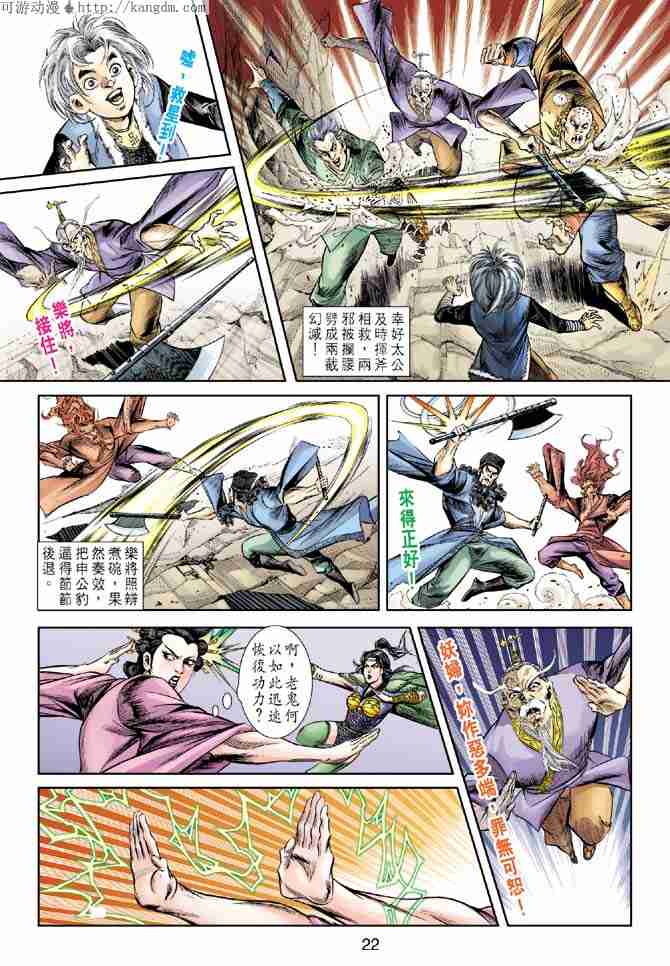 可游动漫 http://kangdm.com/
嘘，救星到！
幸好太公
及時揮斧
相救，兩
邪被攔腰
劈成兩截
幻滅！
樂將，
接住！
樂將照辦
煮碗，果
然奏效，
把申公豹
逼得節節
後退。
來得正好！
啊，老鬼何
以如此迅速
恢復功力？
妖婦，妳作惡多端，罪無可恕！
22